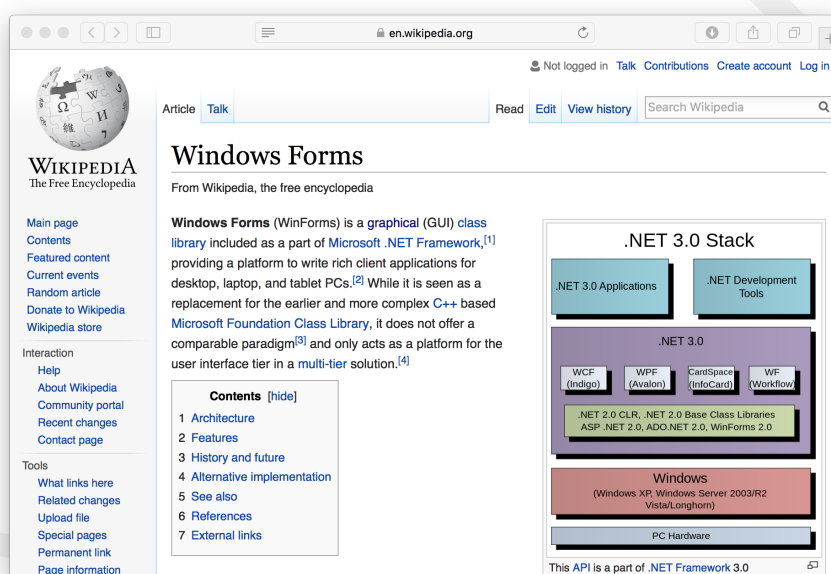 en.wikipedia.org
Not logged in Talk Contributions Create account Log in
Article Talk
Read Edit View history
Search Wikipedia
WIKIPEDIA
The Free Encyclopedia
Main page
Contents
Featured content
Current events
Random article
Donate to Wikipedia
Wikipedia store
Interaction
Help
About Wikipedia
Community portal
Recent changes
Contact page
Tools
What links here
Related changes
Upload file
Special pages
Permanent link
Page information
Windows Forms
From Wikipedia, the free encyclopedia
Windows Forms (WinForms) is a graphical (GUI) class
library included as a part of Microsoft .NET Framework,[1]
providing a platform to write rich client applications for
desktop, laptop, and tablet PCs.[2] While it is seen as a
replacement for the earlier and more complex C++ based
Microsoft Foundation Class Library, it does not offer a
comparable paradigm[3] and only acts as a platform for the
user interface tier in a multi-tier solution.[4]
Contents [hide]
1 Architecture
2 Features
3 History and future
4 Alternative implementation
5 See also
6 References
7 External links
.NET 3.0 Stack
.NET 3.0 Applications
.NET Development
Tools
.NET 3.0
WCF
(Indigo)
WPF
(Avalon)
CardSpace
(InfoCard)
WF
(Workflow)
.NET 2.0 CLR, .NET 2.0 Base Class Libraries
ASP .NET 2.0, ADO.NET 2.0, WinForms 2.0
Windows
(Windows XP, Windows Server 2003/R2
Vista/Longhorn)
PC Hardware
This API is a part of .NET Framework 3.0